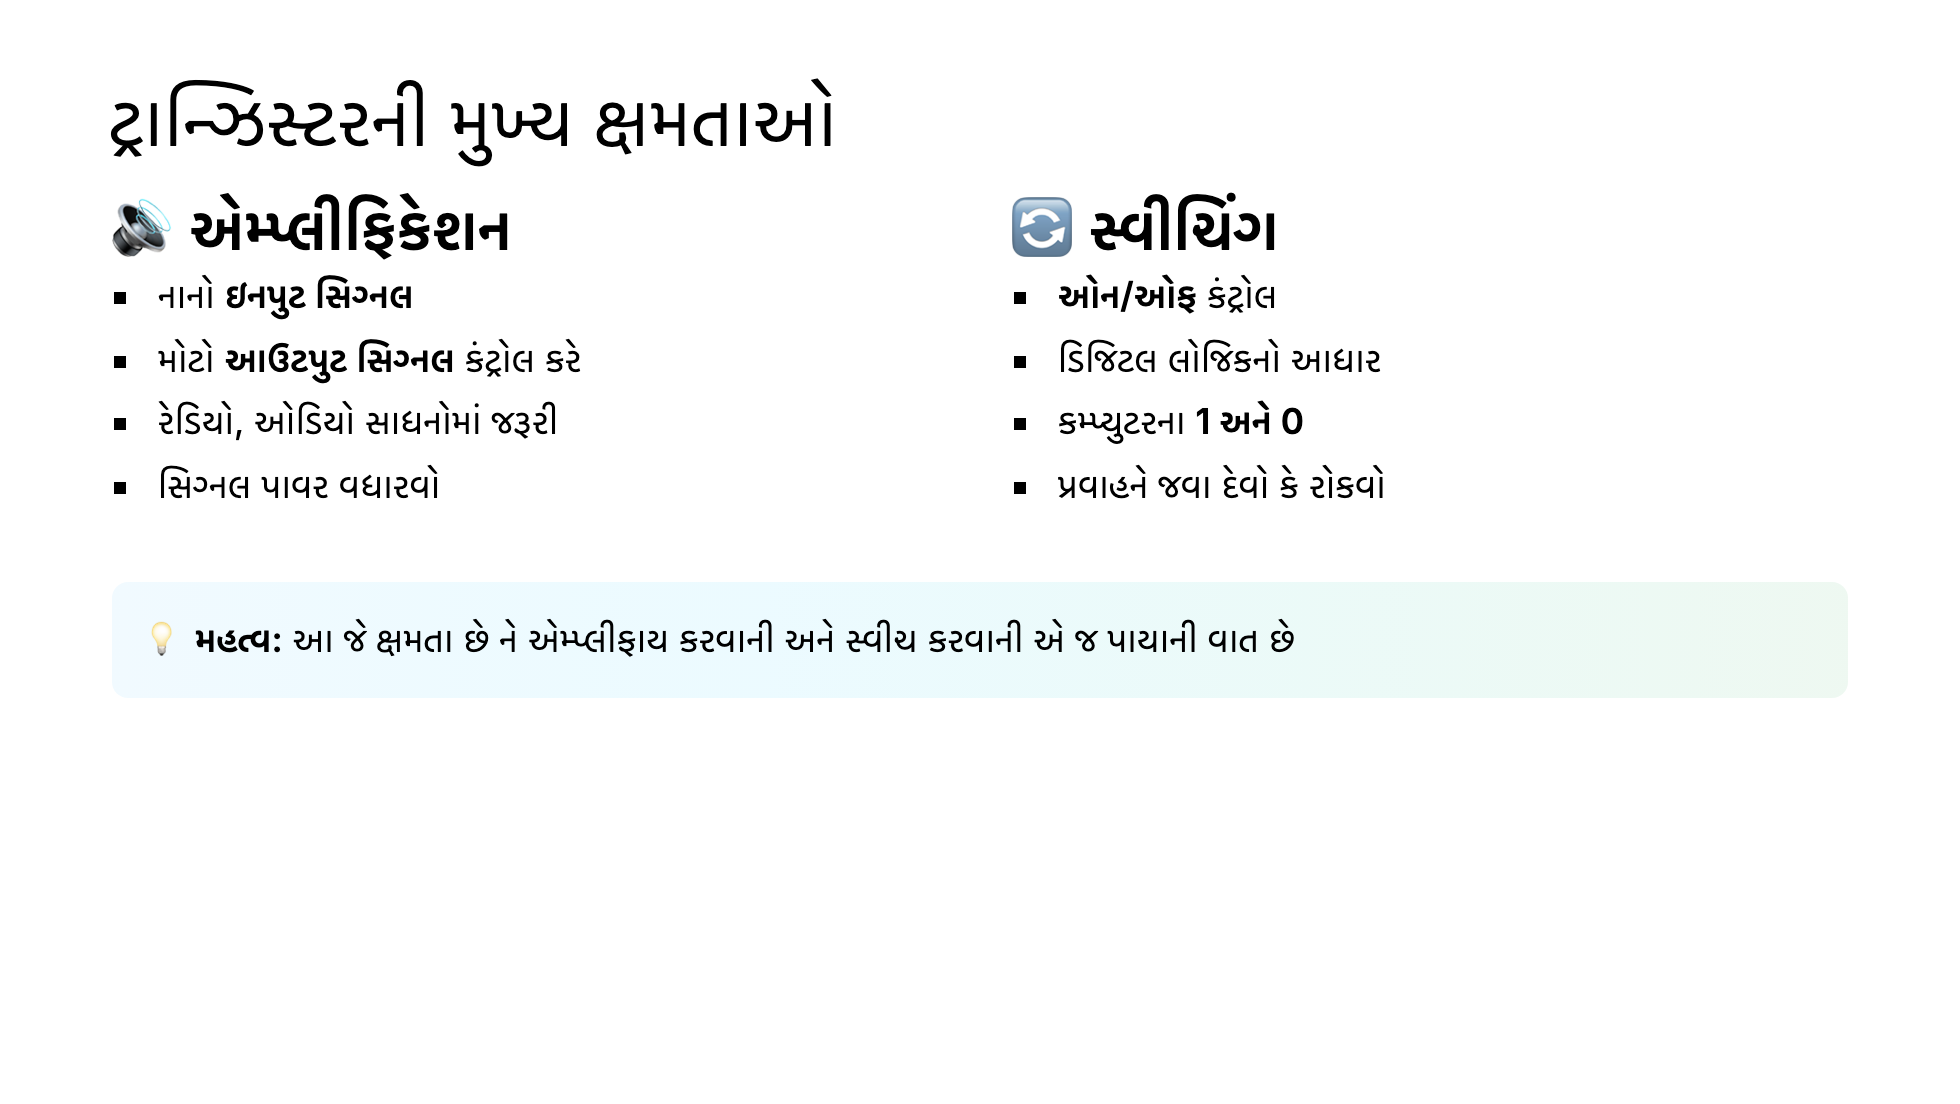 ટ્રાન્ઝિસ્ટરની મુખ્ય ક્ષમતાઓ
🔊 એમ્પ્લીફિકેશન
▪ નાનો ઇનપુટ સિગ્નલ
▪ મોટો આઉટપુટ સિગ્નલ કંટ્રોલ કરે
▪ રેડિયો, ઓડિયો સાધનોમાં જરૂરી
▪ સિગ્નલ પાવર વધારવો
🔄 સ્વીચિંગ
▪ ઓન/ઓફ કંટ્રોલ
▪ ડિજિટલ લોજિકનો આધાર
▪ કમ્પ્યુટરના 1 અને 0
▪ પ્રવાહને જવા દેવો કે રોકવો
💡 મહત્વ: આ જે ક્ષમતા છે ને એમ્પ્લીફાય કરવાની અને સ્વીચ કરવાની એ જ પાયાની વાત છે